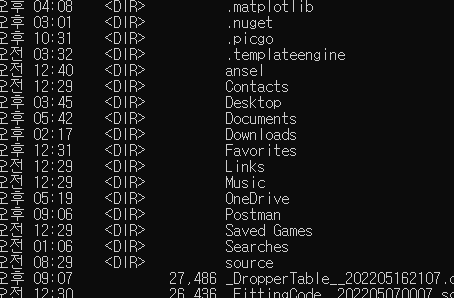 오후 04:08 <DIR> .matplotlib
오후 03:01 <DIR> .nuget
오후 10:31 <DIR> .picgo
오전 03:32 <DIR> .templateengine
오전 12:40 <DIR> ansel
오전 12:29 <DIR> Contacts
오후 03:45 <DIR> Desktop
오후 05:42 <DIR> Documents
오후 02:17 <DIR> Downloads
오후 12:31 <DIR> Favorites
오전 12:29 <DIR> Links
오전 12:29 <DIR> Music
오후 05:19 <DIR> OneDrive
오후 09:06 <DIR> Postman
오전 12:29 <DIR> Saved Games
오전 01:06 <DIR> Searches
오후 08:29 <DIR> source
오후 09:07 27,486 _DropperTable__202205162107.
오전 12:30 26,436 _FittingCode__202205070007.